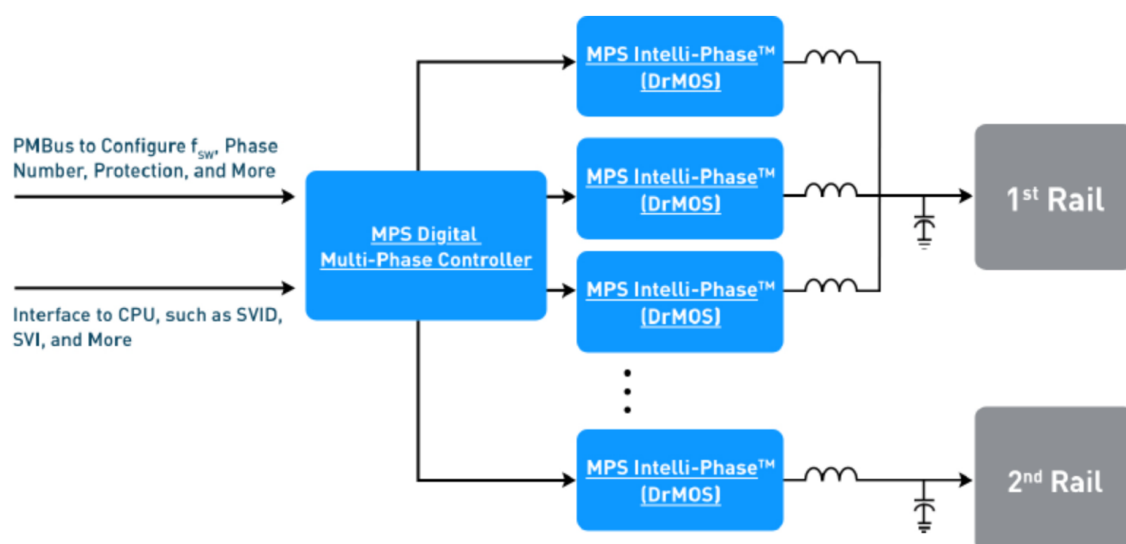 PMBus to Configure fsw, Phase
Number, Protection, and More
Interface to CPU, such as SVID,
SVI, and More
MPS Digital
Multi-Phase Controller
MPS Intelli-Phase™
(DrMOS)
MPS Intelli-Phase™
(DrMOS)
MPS Intelli-Phase™
(DrMOS)
MPS Intelli-Phase™
(DrMOS)
1st Rail
2nd Rail